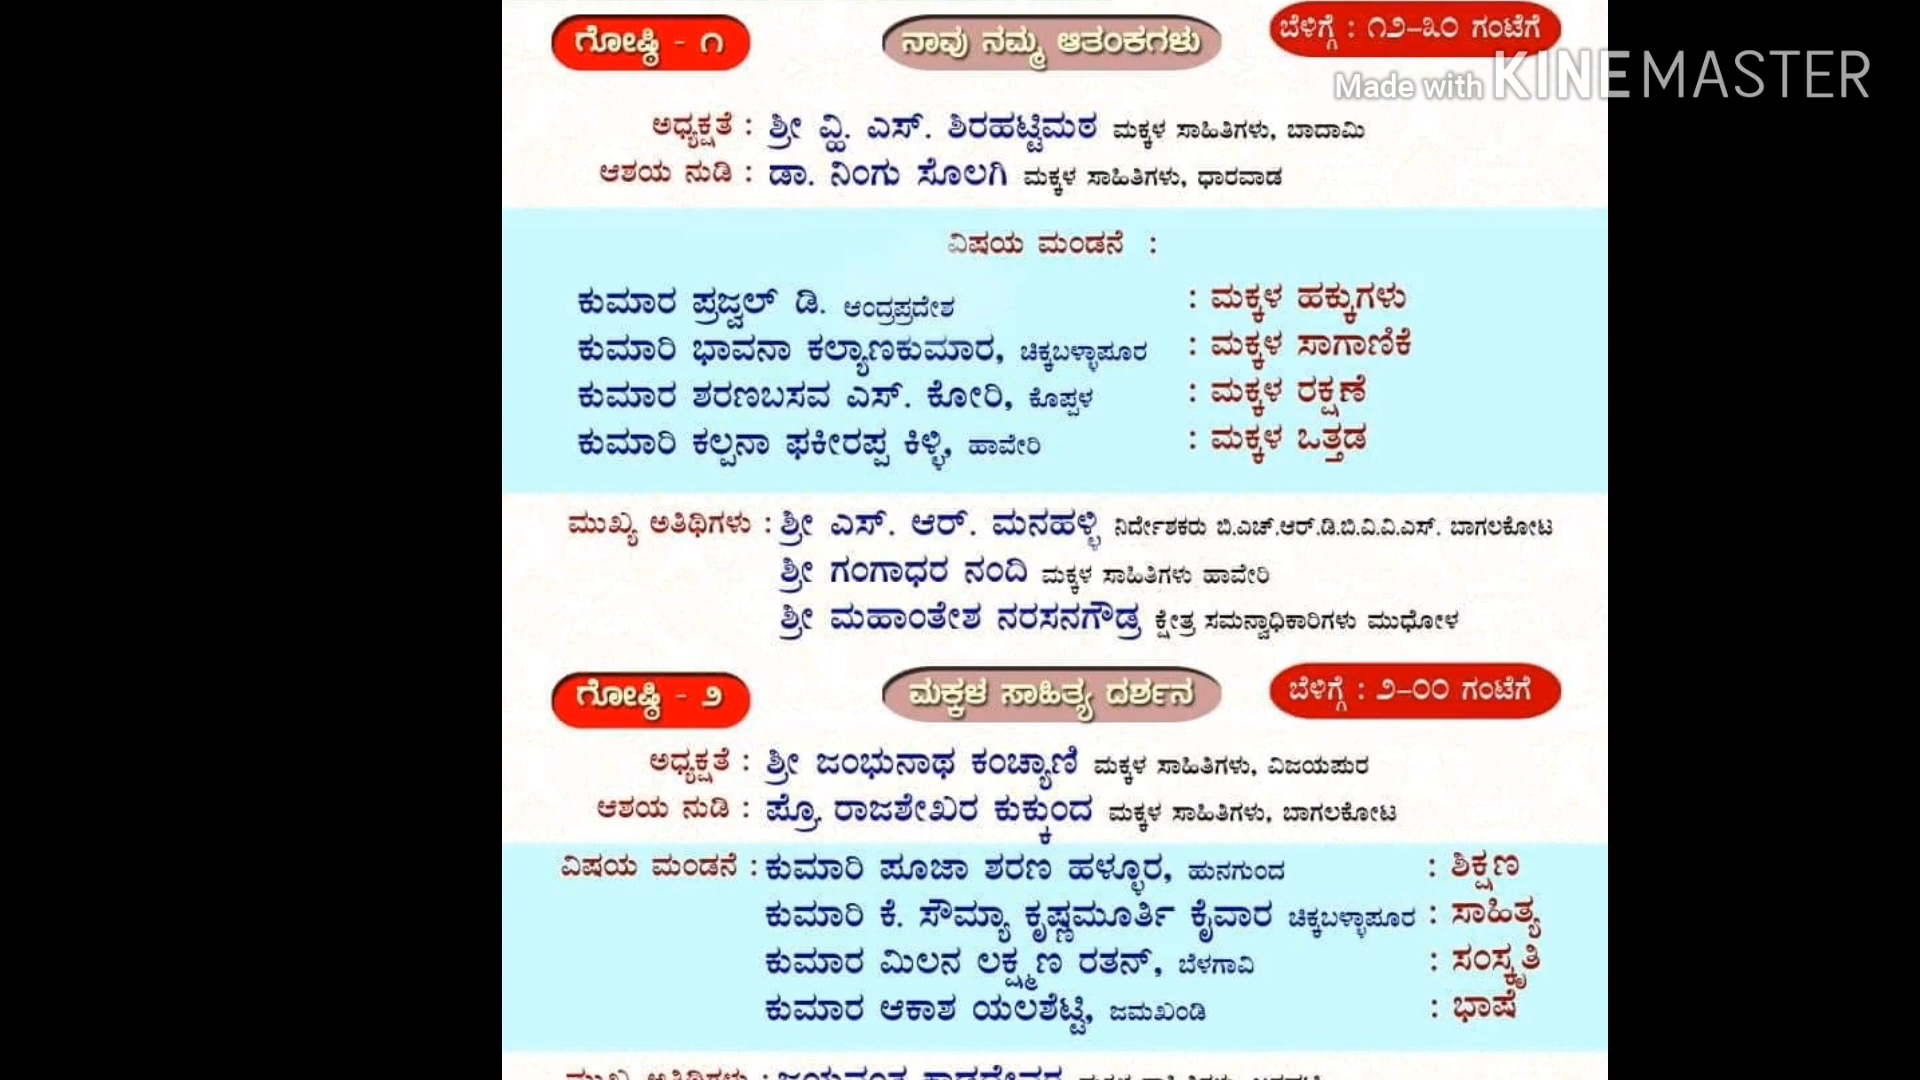 ಗೋಷ್ಠಿ - ೧ ನಾವು ನಮ್ಮ ಆತಂಕಗಳು ಬೆಳಿಗ್ಗೆ : ೧೨-೩೦ ಗಂಟೆಗೆ
Made with KINEMASTER
ಅಧ್ಯಕ್ಷತೆ : ಶ್ರೀ ವ್ಹಿ. ಎಸ್. ಶಿರಹಟ್ಟಿಮಠ ಮಕ್ಕಳ ಸಾಹಿತಿಗಳು, ಬಾದಾಮಿ
ಆಶಯ ನುಡಿ : ಡಾ. ನಿಂಗು ಸೊಲಗಿ ಮಕ್ಕಳ ಸಾಹಿತಿಗಳು, ಧಾರವಾಡ
ವಿಷಯ ಮಂಡನೆ :
ಕುಮಾರ ಪ್ರಜ್ವಲ್ ಡಿ. ಆಂದ್ರಪ್ರದೇಶ : ಮಕ್ಕಳ ಹಕ್ಕುಗಳು
ಕುಮಾರಿ ಭಾವನಾ ಕಲ್ಯಾಣಕುಮಾರ, ಚಿಕ್ಕಬಳ್ಳಾಪೂರ : ಮಕ್ಕಳ ಸಾಗಾಣಿಕೆ
ಕುಮಾರ ಶರಣಬಸವ ಎಸ್. ಕೋರಿ, ಕೊಪ್ಪಳ : ಮಕ್ಕಳ ರಕ್ಷಣೆ
ಕುಮಾರಿ ಕಲ್ಪನಾ ಫಕೀರಪ್ಪ ಕಿಳ್ಳಿ, ಹಾವೇರಿ : ಮಕ್ಕಳ ಒತ್ತಡ
ಮುಖ್ಯ ಅತಿಥಿಗಳು : ಶ್ರೀ ಎಸ್. ಆರ್. ಮನಹಳ್ಳಿ ನಿರ್ದೇಶಕರು ಬಿ.ಎಚ್.ಆರ್.ಡಿ.ಬಿ.ವಿ.ವಿ.ಎಸ್. ಬಾಗಲಕೋಟ
ಶ್ರೀ ಗಂಗಾಧರ ನಂದಿ ಮಕ್ಕಳ ಸಾಹಿತಿಗಳು ಹಾವೇರಿ
ಶ್ರೀ ಮಹಾಂತೇಶ ನರಸನಗೌಡ್ರ ಕ್ಷೇತ್ರ ಸಮನ್ವಾಧಿಕಾರಿಗಳು ಮುಧೋಳ
ಗೋಷ್ಠಿ - ೨ ಮಕ್ಕಳ ಸಾಹಿತ್ಯ ದರ್ಶನ ಬೆಳಿಗ್ಗೆ : ೨-೦೦ ಗಂಟೆಗೆ
ಅಧ್ಯಕ್ಷತೆ : ಶ್ರೀ ಜಂಭುನಾಥ ಕಂಚ್ಯಾಣಿ ಮಕ್ಕಳ ಸಾಹಿತಿಗಳು, ವಿಜಯಪುರ
ಆಶಯ ನುಡಿ : ಪ್ರೊ. ರಾಜಶೇಖರ ಕುಕ್ಕುಂದ ಮಕ್ಕಳ ಸಾಹಿತಿಗಳು, ಬಾಗಲಕೋಟ
ವಿಷಯ ಮಂಡನೆ : ಕುಮಾರಿ ಪೂಜಾ ಶರಣ ಹಳ್ಳೂರ, ಹುನಗುಂದ : ಶಿಕ್ಷಣ
ಕುಮಾರಿ ಕೆ. ಸೌಮ್ಯಾ ಕೃಷ್ಣಮೂರ್ತಿ ಕೈವಾರ ಚಿಕ್ಕಬಳ್ಳಾಪೂರ : ಸಾಹಿತ್ಯ
ಕುಮಾರ ಮಿಲನ ಲಕ್ಷ್ಮಣ ರತನ್, ಬೆಳಗಾವಿ : ಸಂಸ್ಕೃತಿ
ಕುಮಾರ ಆಕಾಶ ಯಲಶೆಟ್ಟಿ, ಜಮಖಂಡಿ : ಭಾಷೆ
ಮುಖ್ಯ ಅತಿಥಿಗಳು :